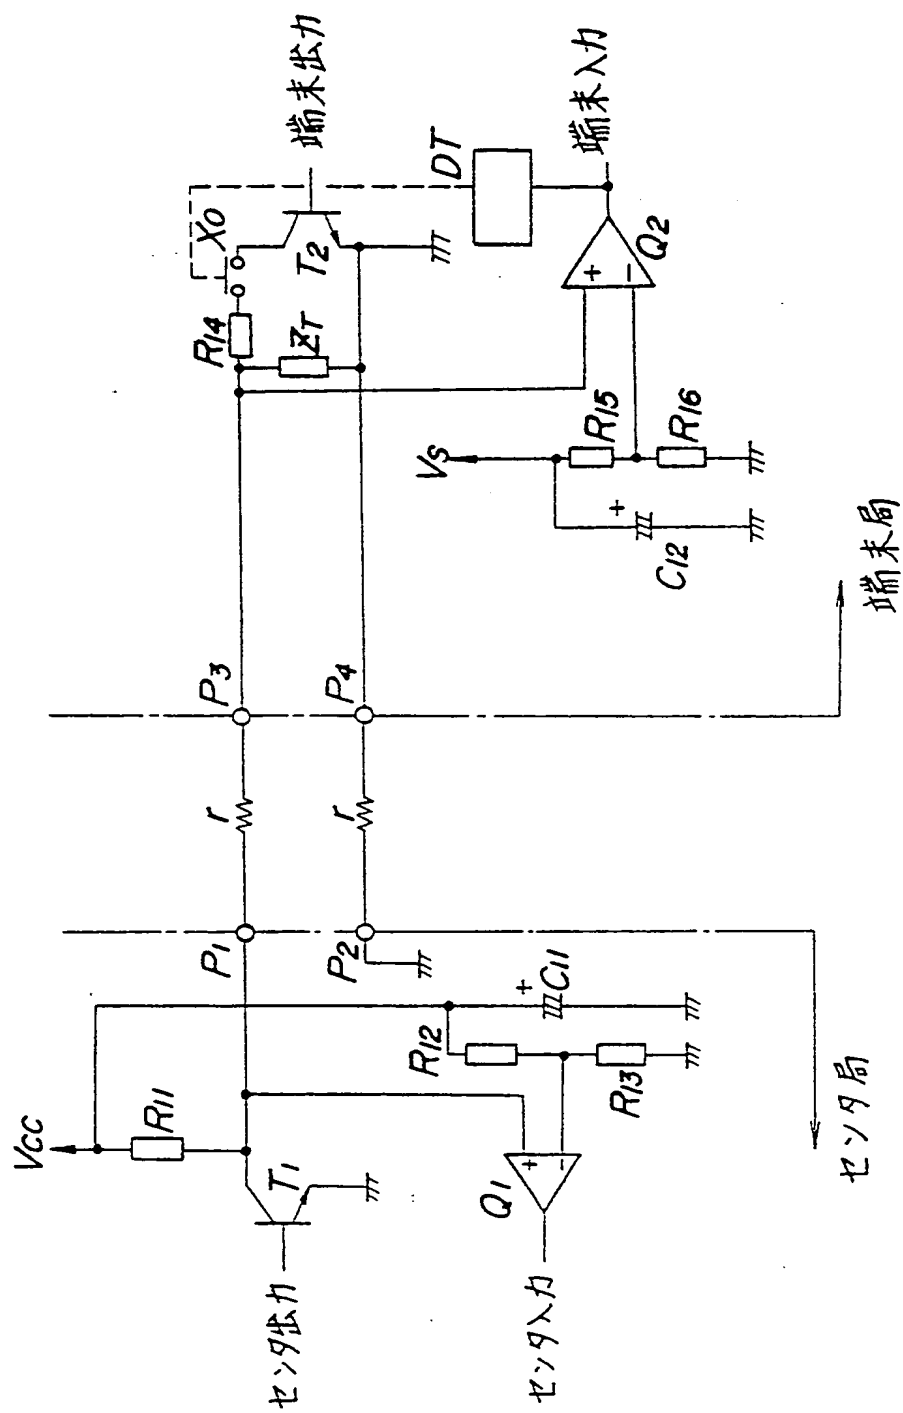 端末出力
X0
T2
R14
ZT
DT
端末入力
Q2
+
−
R15
R16
VS
+
C12
端末局
P3
P4
r
r
P1
P2
+
C11
R12
R13
VCC
R11
T1
Q1
+
−
センタ局
センタ出力
センタ入力